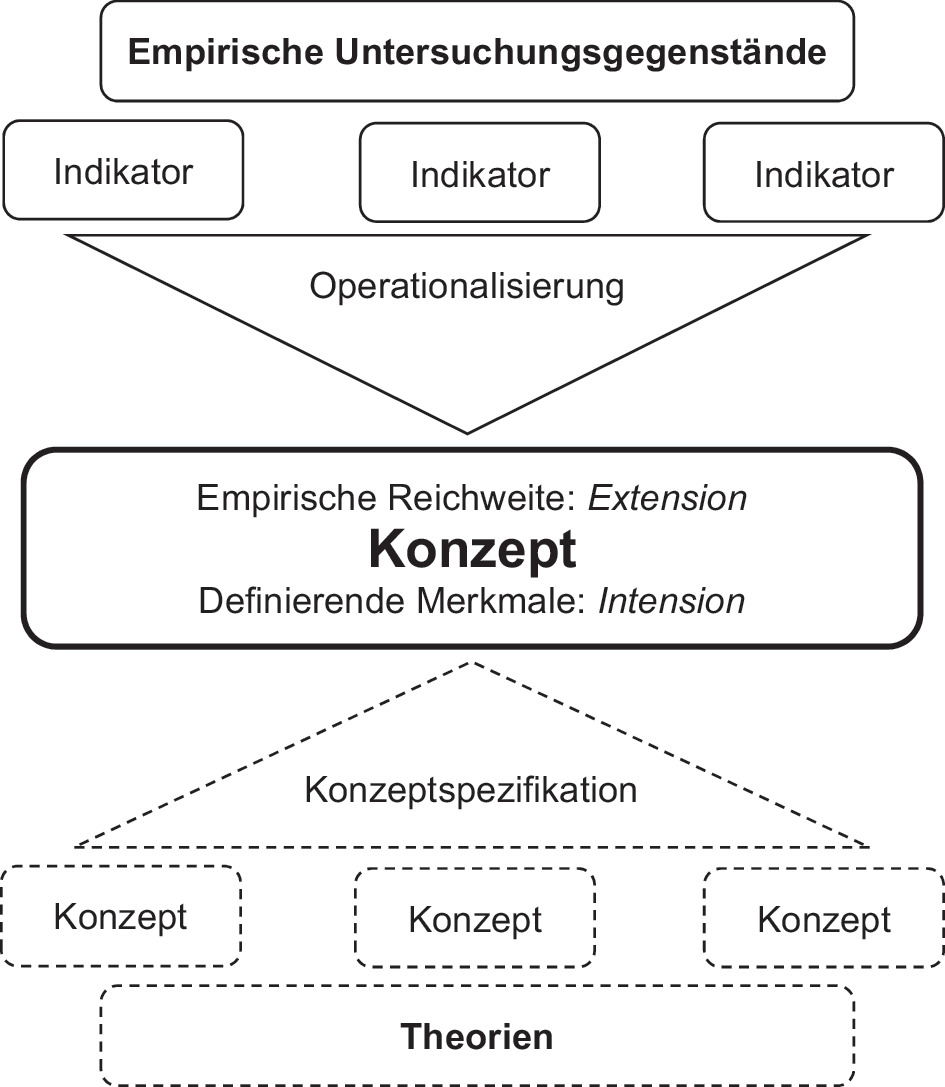 Empirische Untersuchungsgegenstände
Indikator
Indikator
Indikator
Operationalisierung
Empirische Reichweite: Extension
Konzept
Definierende Merkmale: Intension
Konzeptspezifikation
Konzept
Konzept
Konzept
Theorien